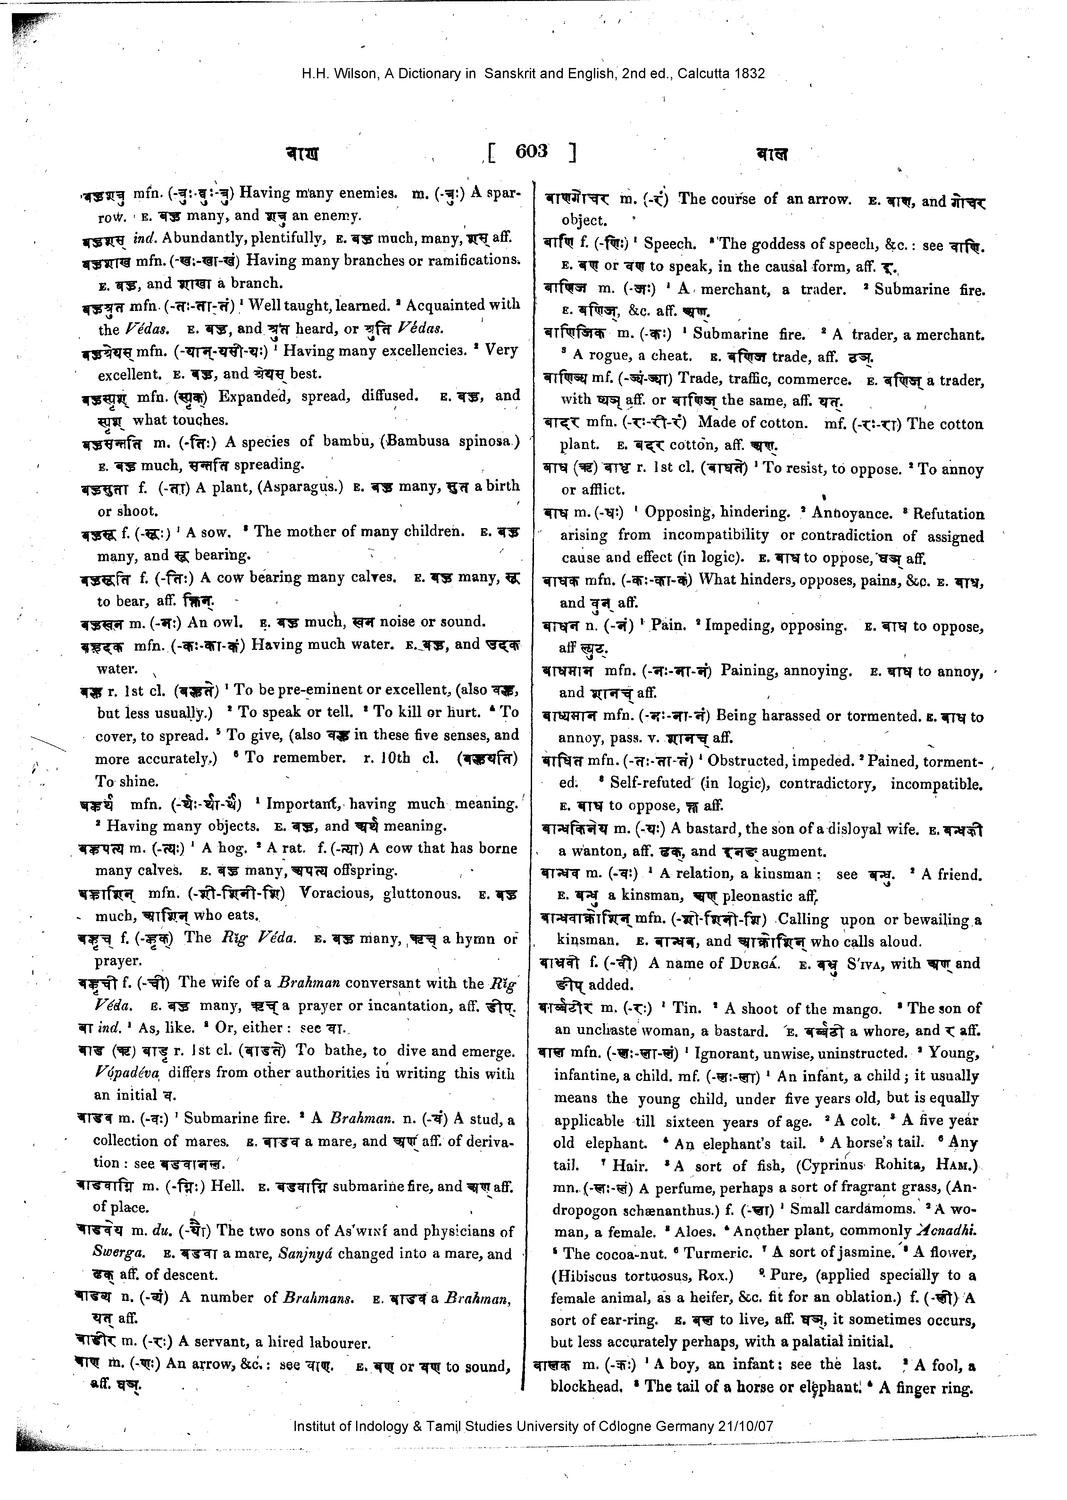 H.H. Wilson, A Dictionary in Sanskrit and English, 2nd ed., Calcutta 1832
बाण [ 603 ] बाल
बहुशत्रु mfn. (-त्रुः-त्रुः-त्रु) Having many enemies. m. (-त्रुः) A spar-
row. E. बहु many, and शत्रु an enemy.
बहुशस् ind. Abundantly, plentifully, E. बहु much, many, शस् aff.
बहुशाख mfn. (-खः-खा-खं) Having many branches or ramifications.
E. बहु, and शाखा a branch.
बहुश्रुत mfn. (-तः-ता-तं) ¹ Well taught, learned. ² Acquainted with
the Védas. E. बहु, and श्रुत heard, or श्रुति Védas.
बहुश्रेयस् mfn. (-यान्-यसी-यः) ¹ Having many excellencies. ² Very
excellent. E. बहु, and श्रेयस् best.
बहुस्पृश् mfn. (स्पृक्) Expanded, spread, diffused. E. बहु, and
स्पृश् what touches.
बहुसन्तति m. (-तिः) A species of bambu, (Bambusa spinosa.)
E. बहु much, सन्तति spreading.
बहुसुता f. (-ता) A plant, (Asparagus.) E. बहु many, सुत a birth
or shoot.
बहुसू f. (-सूः) ¹ A sow. ² The mother of many children. E. बहु
many, and सू bearing.
बहुसूति f. (-तिः) A cow bearing many calves. E. बहु many, सू
to bear, aff. क्तिन्.
बहुस्वन m. (-नः) An owl. E. बहु much, स्वन noise or sound.
बहूदक mfn. (-कः-का-कं) Having much water. E. बहु, and उदक
water.
बह्ल r. 1st cl. (बह्लते) ¹ To be pre-eminent or excellent, (also वह्ल,
but less usually.) ² To speak or tell. ³ To kill or hurt. ⁴ To
cover, to spread. ⁵ To give, (also वह्ल in these five senses, and
more accurately.) ⁶ To remember. r. 10th cl. (बह्लयति)
To shine.
बह्वर्थ mfn. (-र्थः-र्था-र्थं) ¹ Important, having much meaning.
² Having many objects. E. बहु, and अर्थ meaning.
बह्वपत्य m. (-त्यः) ¹ A hog. ² A rat. f. (-त्या) A cow that has borne
many calves. E. बहु many, अपत्य offspring.
बह्वाशिन् mfn. (-शी-शिनी-शि) Voracious, gluttonous. E. बहु
much, आशिन् who eats.
बह्वृच् f. (-ह्वृक्) The Rig Véda. E. बहु many, ऋच् a hymn or
prayer.
बह्वृची f. (-ची) The wife of a Brahman conversant with the Rig
Véda. E. बहु many, ऋच् a prayer or incantation, aff. ङीप्.
बा ind. ¹ As, like. ² Or, either: see वा.
बाड (ऋ) बाडृ r. 1st cl. (बाडते) To bathe, to dive and emerge.
Vópadéva differs from other authorities in writing this with
an initial व.
बाडव m. (-वः) ¹ Submarine fire. ² A Brahman. n. (-वं) A stud, a
collection of mares. E. बाडव a mare, and अण् aff. of deriva-
tion: see बडवानल.
बाडवाग्नि m. (-ग्निः) Hell. E. बडवाग्नि submarine fire, and अण् aff.
of place.
बाडवेय m. du. (-यौ) The two sons of As'winí and physicians of
Swerga. E. बडवा a mare, Sanjnyá changed into a mare, and
ढक् aff. of descent.
बाडव्य n. (-व्यं) A number of Brahmans. E. बाडव a Brahman,
यत् aff.
बाडीर m. (-रः) A servant, a hired labourer.
बाण m. (-णः) An arrow, &c.: see वाण. E. बण or वण to sound,
aff. घञ्.
बाणगोचर m. (-रं) The course of an arrow. E. बाण, and गोचर
object.
बाणि f. (-णिः) ¹ Speech. ² The goddess of speech, &c.: see वाणि.
E. बण or वण to speak, in the causal form, aff. इ.
बाणिज m. (-जः) ¹ A merchant, a trader. ² Submarine fire.
E. बणिज्, &c. aff. अण्.
बाणिजिक m. (-कः) ¹ Submarine fire. ² A trader, a merchant.
³ A rogue, a cheat. E. बणिज trade, aff. ठञ्.
बाणिज्य mf. (-ज्यं-ज्या) Trade, traffic, commerce. E. बणिज् a trader,
with ष्यञ् aff. or बाणिज् the same, aff. यत्.
बादर mfn. (-रः-री-रं) Made of cotton. mf. (-रः-रा) The cotton
plant. E. बदर cotton, aff. अण्.
बाध (ऋ) बाधृ r. 1st cl. (बाधते) ¹ To resist, to oppose. ² To annoy
or afflict.
बाध m. (-धः) ¹ Opposing, hindering. ² Annoyance. ³ Refutation
arising from incompatibility or contradiction of assigned
cause and effect (in logic). E. बाध to oppose, घञ् aff.
बाधक mfn. (-कः-का-कं) What hinders, opposes, pains, &c. E. बाध,
and वुन् aff.
बाधन n. (-नं) ¹ Pain. ² Impeding, opposing. E. बाध to oppose,
aff ल्युट.
बाधमान mfn. (-नः-ना-नं) Paining, annoying. E. बाध to annoy,
and शानच् aff.
बाध्यमान mfn. (-नः-ना-नं) Being harassed or tormented. E. बाध to
annoy, pass. v. शानच् aff.
बाधित mfn. (-तः-ता-तं) ¹ Obstructed, impeded. ² Pained, torment-
ed. ³ Self-refuted (in logic), contradictory, incompatible.
E. बाध to oppose, क्त aff.
बान्धकिनेय m. (-यः) A bastard, the son of a disloyal wife. E. बन्धकी
a wanton, aff. ढक्, and इनङ augment.
बान्धव m. (-वः) ¹ A relation, a kinsman: see बन्धु. ² A friend.
E. बन्धु a kinsman, अण् pleonastic aff.
बान्धवाक्रोशिन् mfn. (-शी-शिनी-शि) Calling upon or bewailing a
kinsman. E. बान्धव, and आक्रोशिन् who calls aloud.
बाभ्रवी f. (-वी) A name of DURGÁ. E. बभ्रु S'IVA, with अण् and
ङीप् added.
बार्ब्बटीर m. (-रः) ¹ Tin. ² A shoot of the mango. ³ The son of
an unchaste woman, a bastard. E. बर्ब्बटी a whore, and र aff.
बाल mfn. (-लः-ला-लं) ¹ Ignorant, unwise, uninstructed. ² Young,
infantine, a child. mf. (-लः-ला) ¹ An infant, a child; it usually
means the young child, under five years old, but is equally
applicable till sixteen years of age. ² A colt. ³ A five year
old elephant. ⁴ An elephant's tail. ⁵ A horse's tail. ⁶ Any
tail. ⁷ Hair. ⁸ A sort of fish, (Cyprinus Rohita, HAM.)
mn. (-लः-लं) A perfume, perhaps a sort of fragrant grass, (An-
dropogon schænanthus.) f. (-ला) ¹ Small cardamoms. ² A wo-
man, a female. ³ Aloes. ⁴ Another plant, commonly Acnadhi.
⁵ The cocoa-nut. ⁶ Turmeric. ⁷ A sort of jasmine. ⁸ A flower,
(Hibiscus tortuosus, Rox.) ⁹ Pure, (applied specially to a
female animal, as a heifer, &c. fit for an oblation.) f. (-ली) A
sort of ear-ring. E. बल to live, aff. घञ्, it sometimes occurs,
but less accurately perhaps, with a palatial initial.
बालक m. (-कः) ¹ A boy, an infant: see the last. ² A fool, a
blockhead. ³ The tail of a horse or elephant. ⁴ A finger ring.
Institut of Indology & Tamil Studies University of Cologne Germany 21/10/07